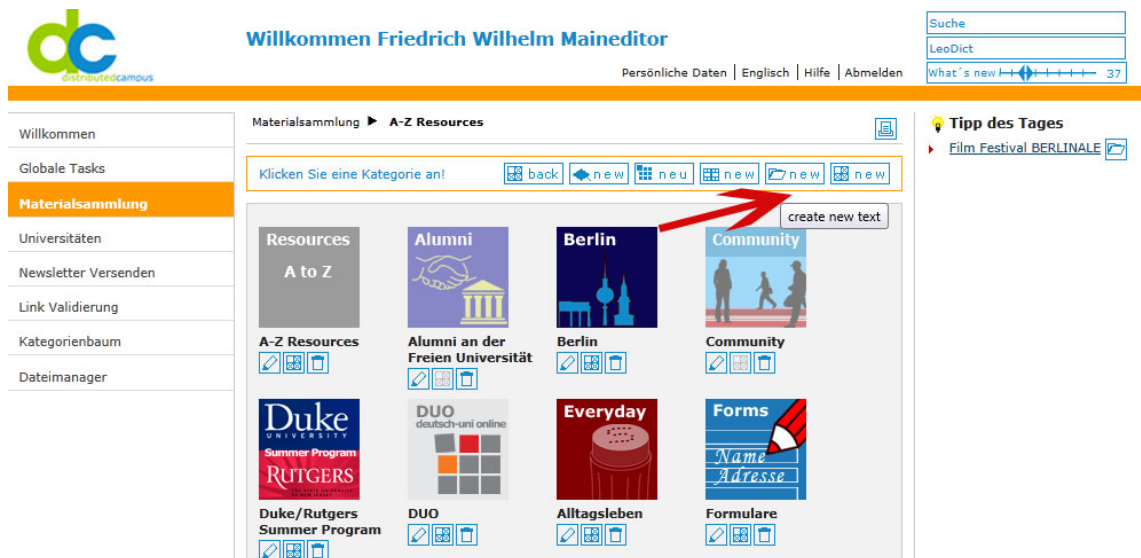 dc
distributedcampus
Willkommen Friedrich Wilhelm Maineditor
Persönliche Daten | Englisch | Hilfe | Abmelden
Suche
LeoDict
What´s new 37
Willkommen
Globale Tasks
Materialsammlung
Universitäten
Newsletter Versenden
Link Validierung
Kategorienbaum
Dateimanager
Materialsammlung ▶ A-Z Resources
Klicken Sie eine Kategorie an!
back new neu new new new
create new text
Resources
A to Z
A-Z Resources
Alumni
Alumni an der
Freien Universität
Berlin
Berlin
Community
Community
Duke
UNIVERSITY
Summer Program
RUTGERS
Duke/Rutgers
Summer Program
DUO
deutsch-uni online
DUO
Everyday
Alltagsleben
Forms
Name
Adresse
Formulare
Tipp des Tages
Film Festival BERLINALE